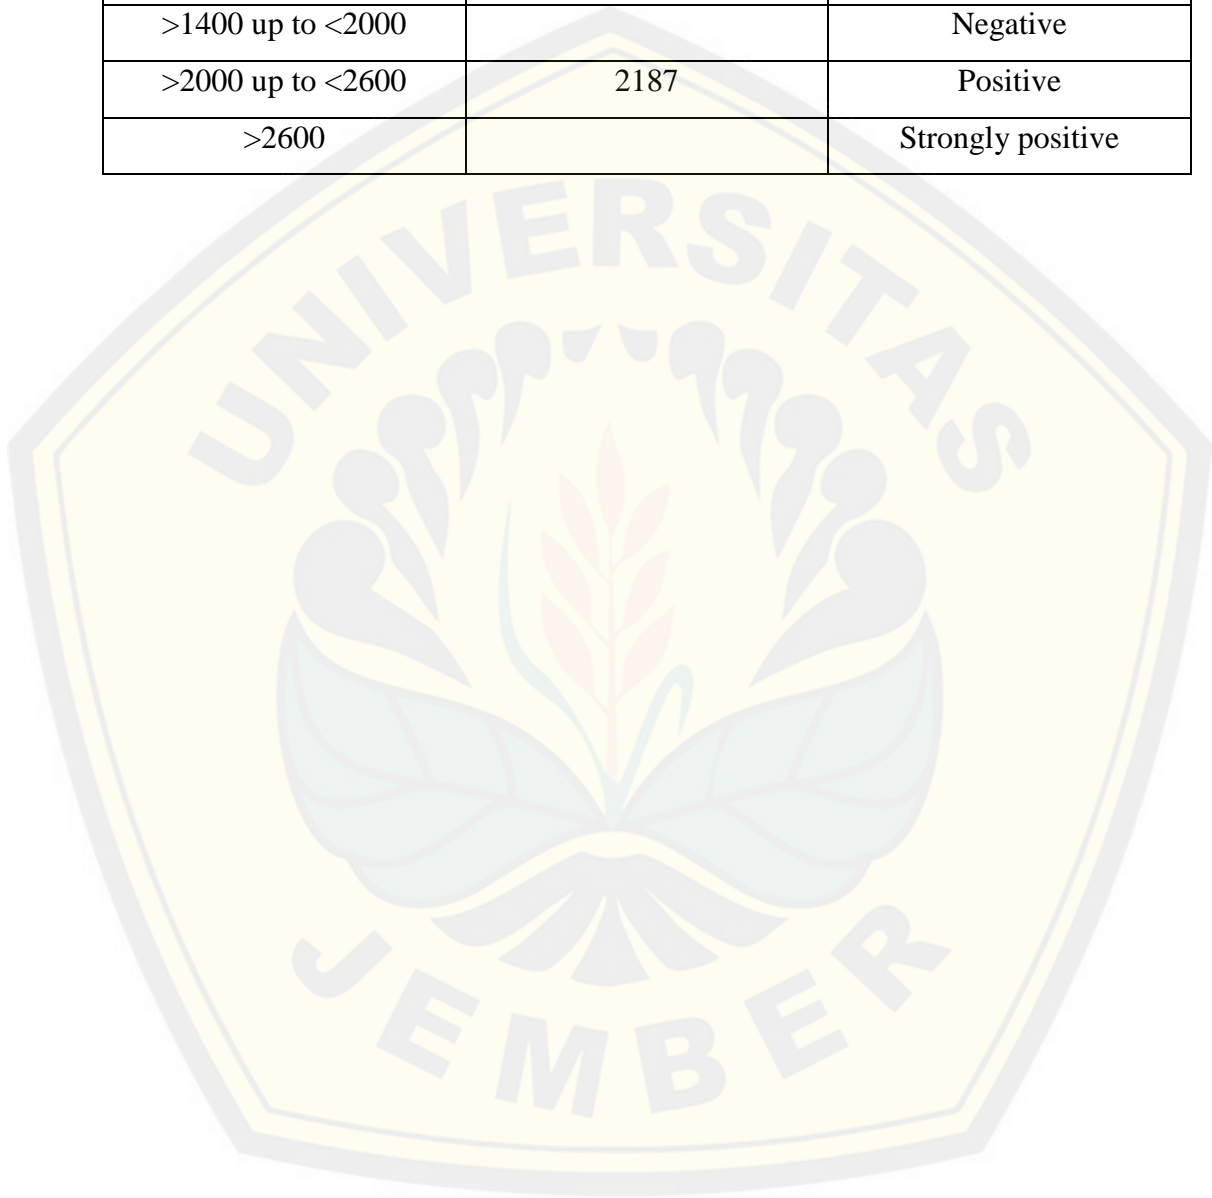 >1400 up to <2000 Negative
>2000 up to <2600 2187 Positive
>2600 Strongly positive
UNIVERSITAS
JEMBER